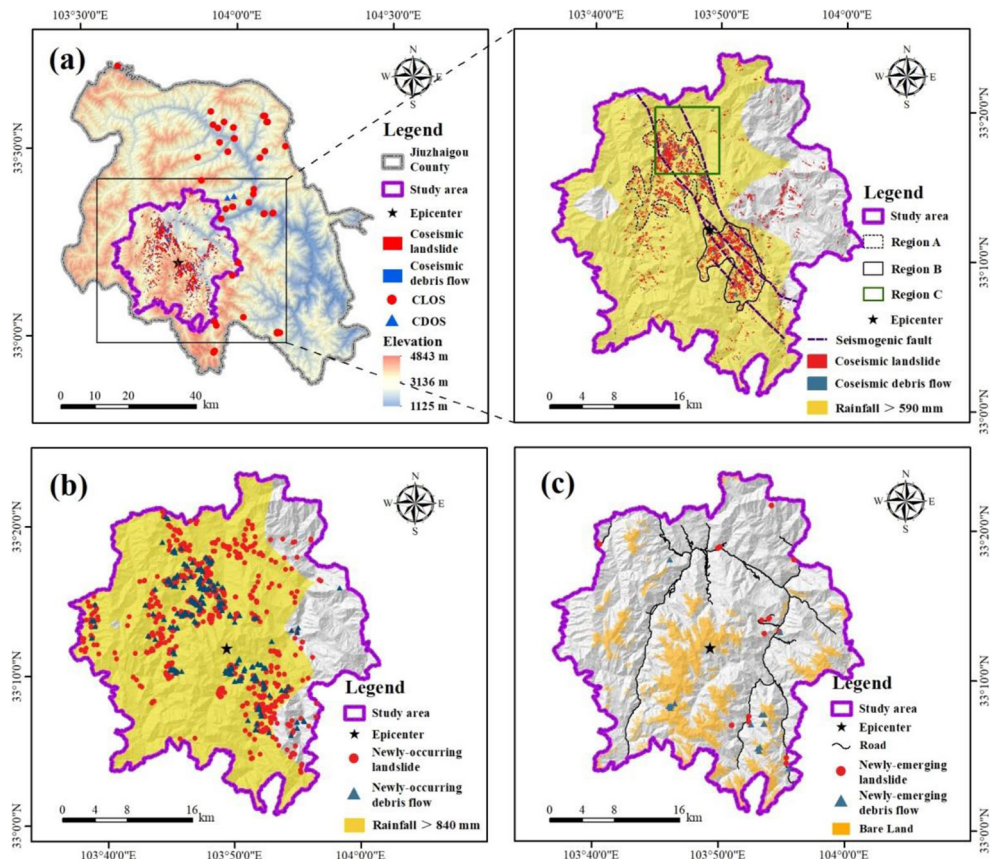 103°30'0"E 104°0'0"E 104°30'0"E
103°40'0"E 103°50'0"E 104°0'0"E
(a)
N
W E
S
Legend
Jiuzhaigou
County
Study area
Epicenter
Coseismic
landslide
Coseismic
debris flow
CLOS
CDOS
Elevation
4843 m
3136 m
1125 m
0 10 20 40
km
33°30'0"N
33°0'0"N
N
W E
S
Legend
Study area
Region A
Region B
Region C
Epicenter
Seismogenic fault
Coseismic landslide
Coseismic debris flow
Rainfall > 590 mm
0 4 8 16
km
33°20'0"N
33°10'0"N
33°0'0"N
(b)
N
W E
S
Legend
Study area
Epicenter
Newly-occurring
landslide
Newly-occurring
debris flow
Rainfall > 840 mm
0 4 8 16
km
33°20'0"N
33°10'0"N
33°0'0"N
103°40'0"E 103°50'0"E 104°0'0"E
(c)
N
W E
S
Legend
Study area
Epicenter
Road
Newly-emerging
landslide
Newly-emerging
debris flow
Bare Land
0 4 8 16
km
33°20'0"N
33°10'0"N
33°0'0"N
103°40'0"E 103°50'0"E 104°0'0"E